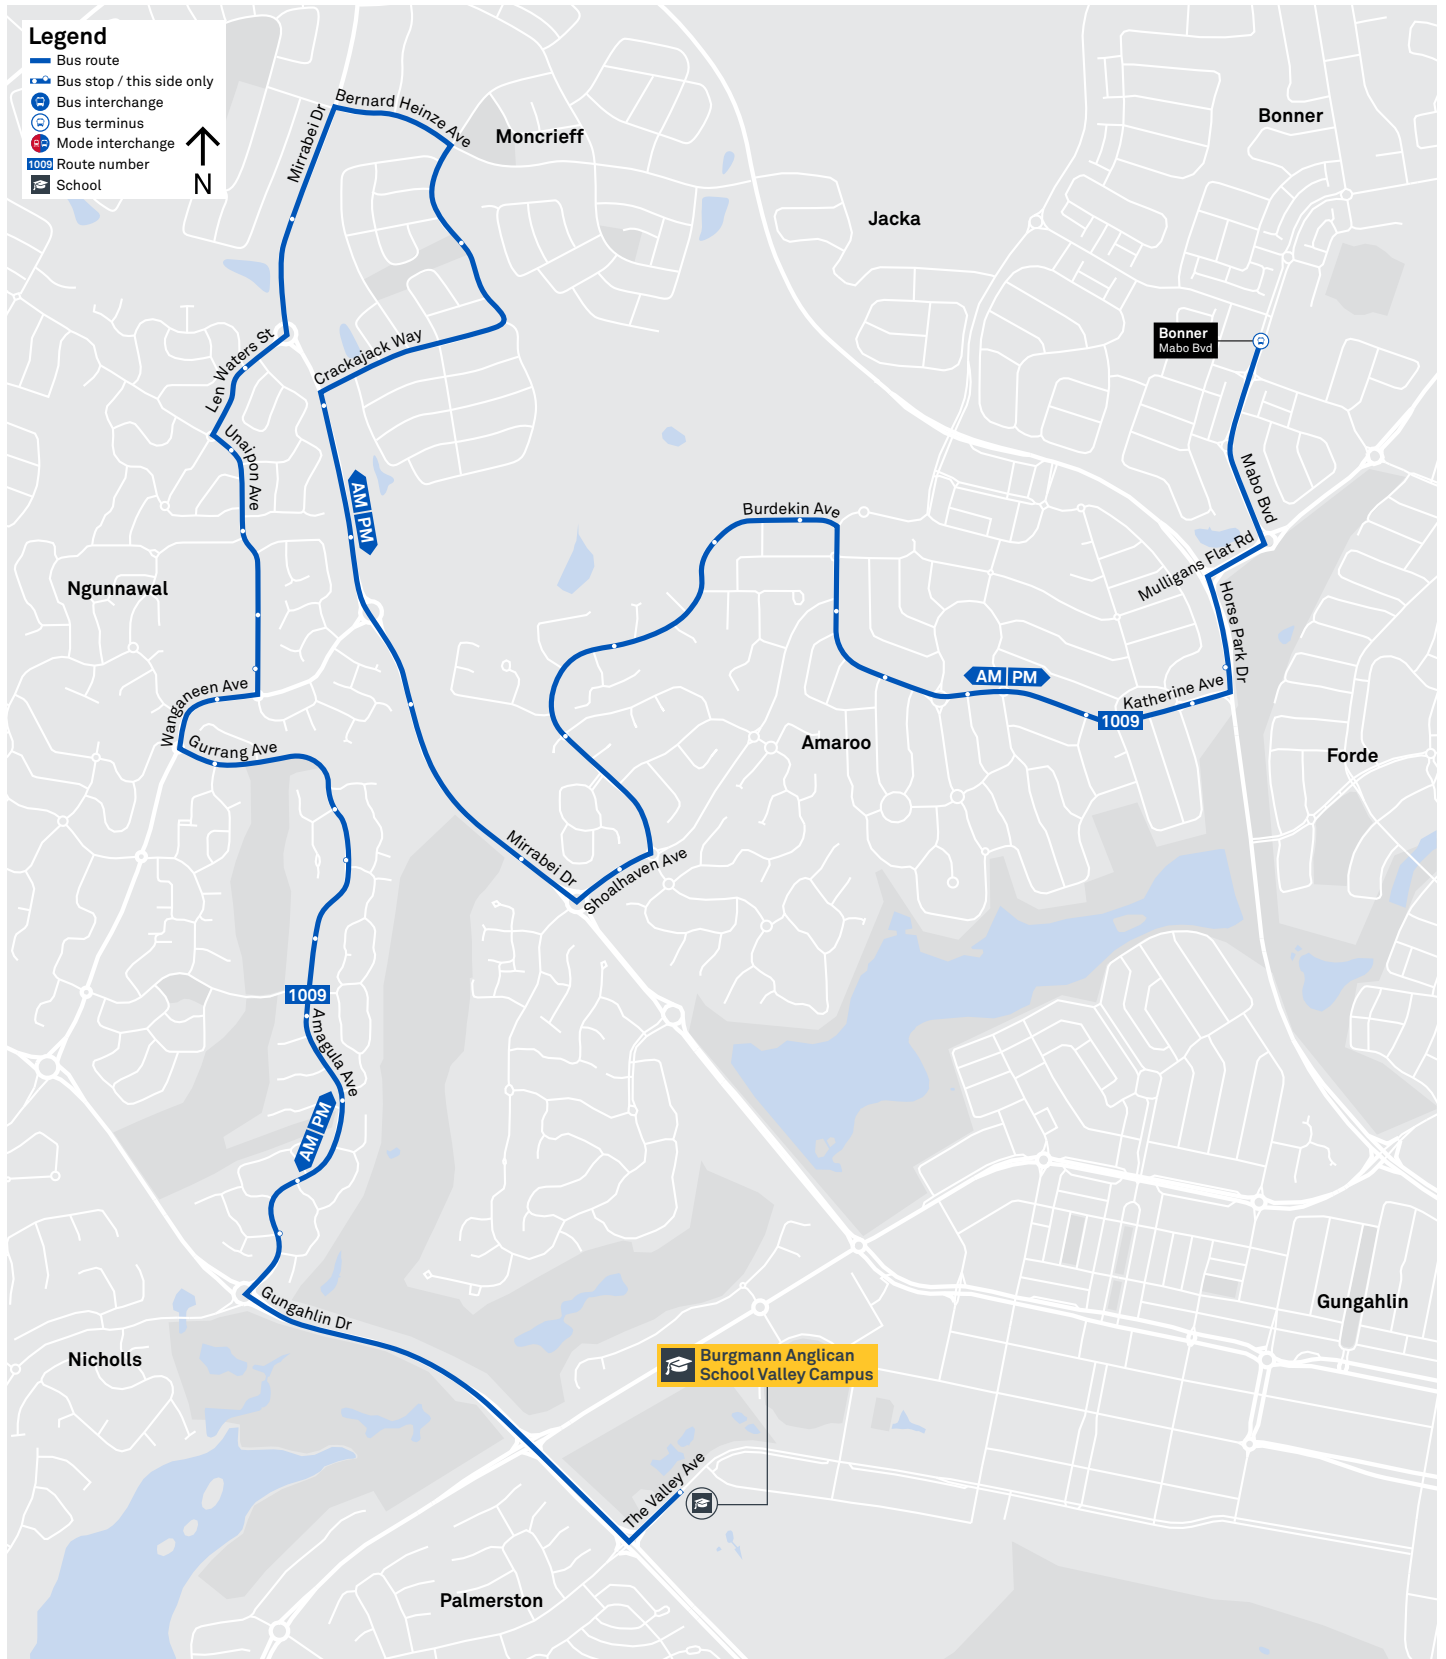 Legend
Bus route
Bus stop / this side only
Bus interchange
Bus terminus
Mode interchange
1009 Route number
School
N
Bernard Heinze Ave
Mirrabei Dr
Moncrieff
Bonner
Jacka
Bonner
Mabo Bvd
Len Waters St
Crackajack Way
Unaipon Ave
AM PM
Mabo Bvd
Burdekin Ave
Mulligans Flat Rd
Ngunnawal
Horse Park Dr
AM PM
Katherine Ave
1009
Wanganeen Ave
Gurrang Ave
Amaroo
Forde
Mirrabei Dr
Shoalhaven Ave
1009
Amagula Ave
AM PM
Gungahlin Dr
Gungahlin
Nicholls
Burgmann Anglican
School Valley Campus
The Valley Ave
Palmerston